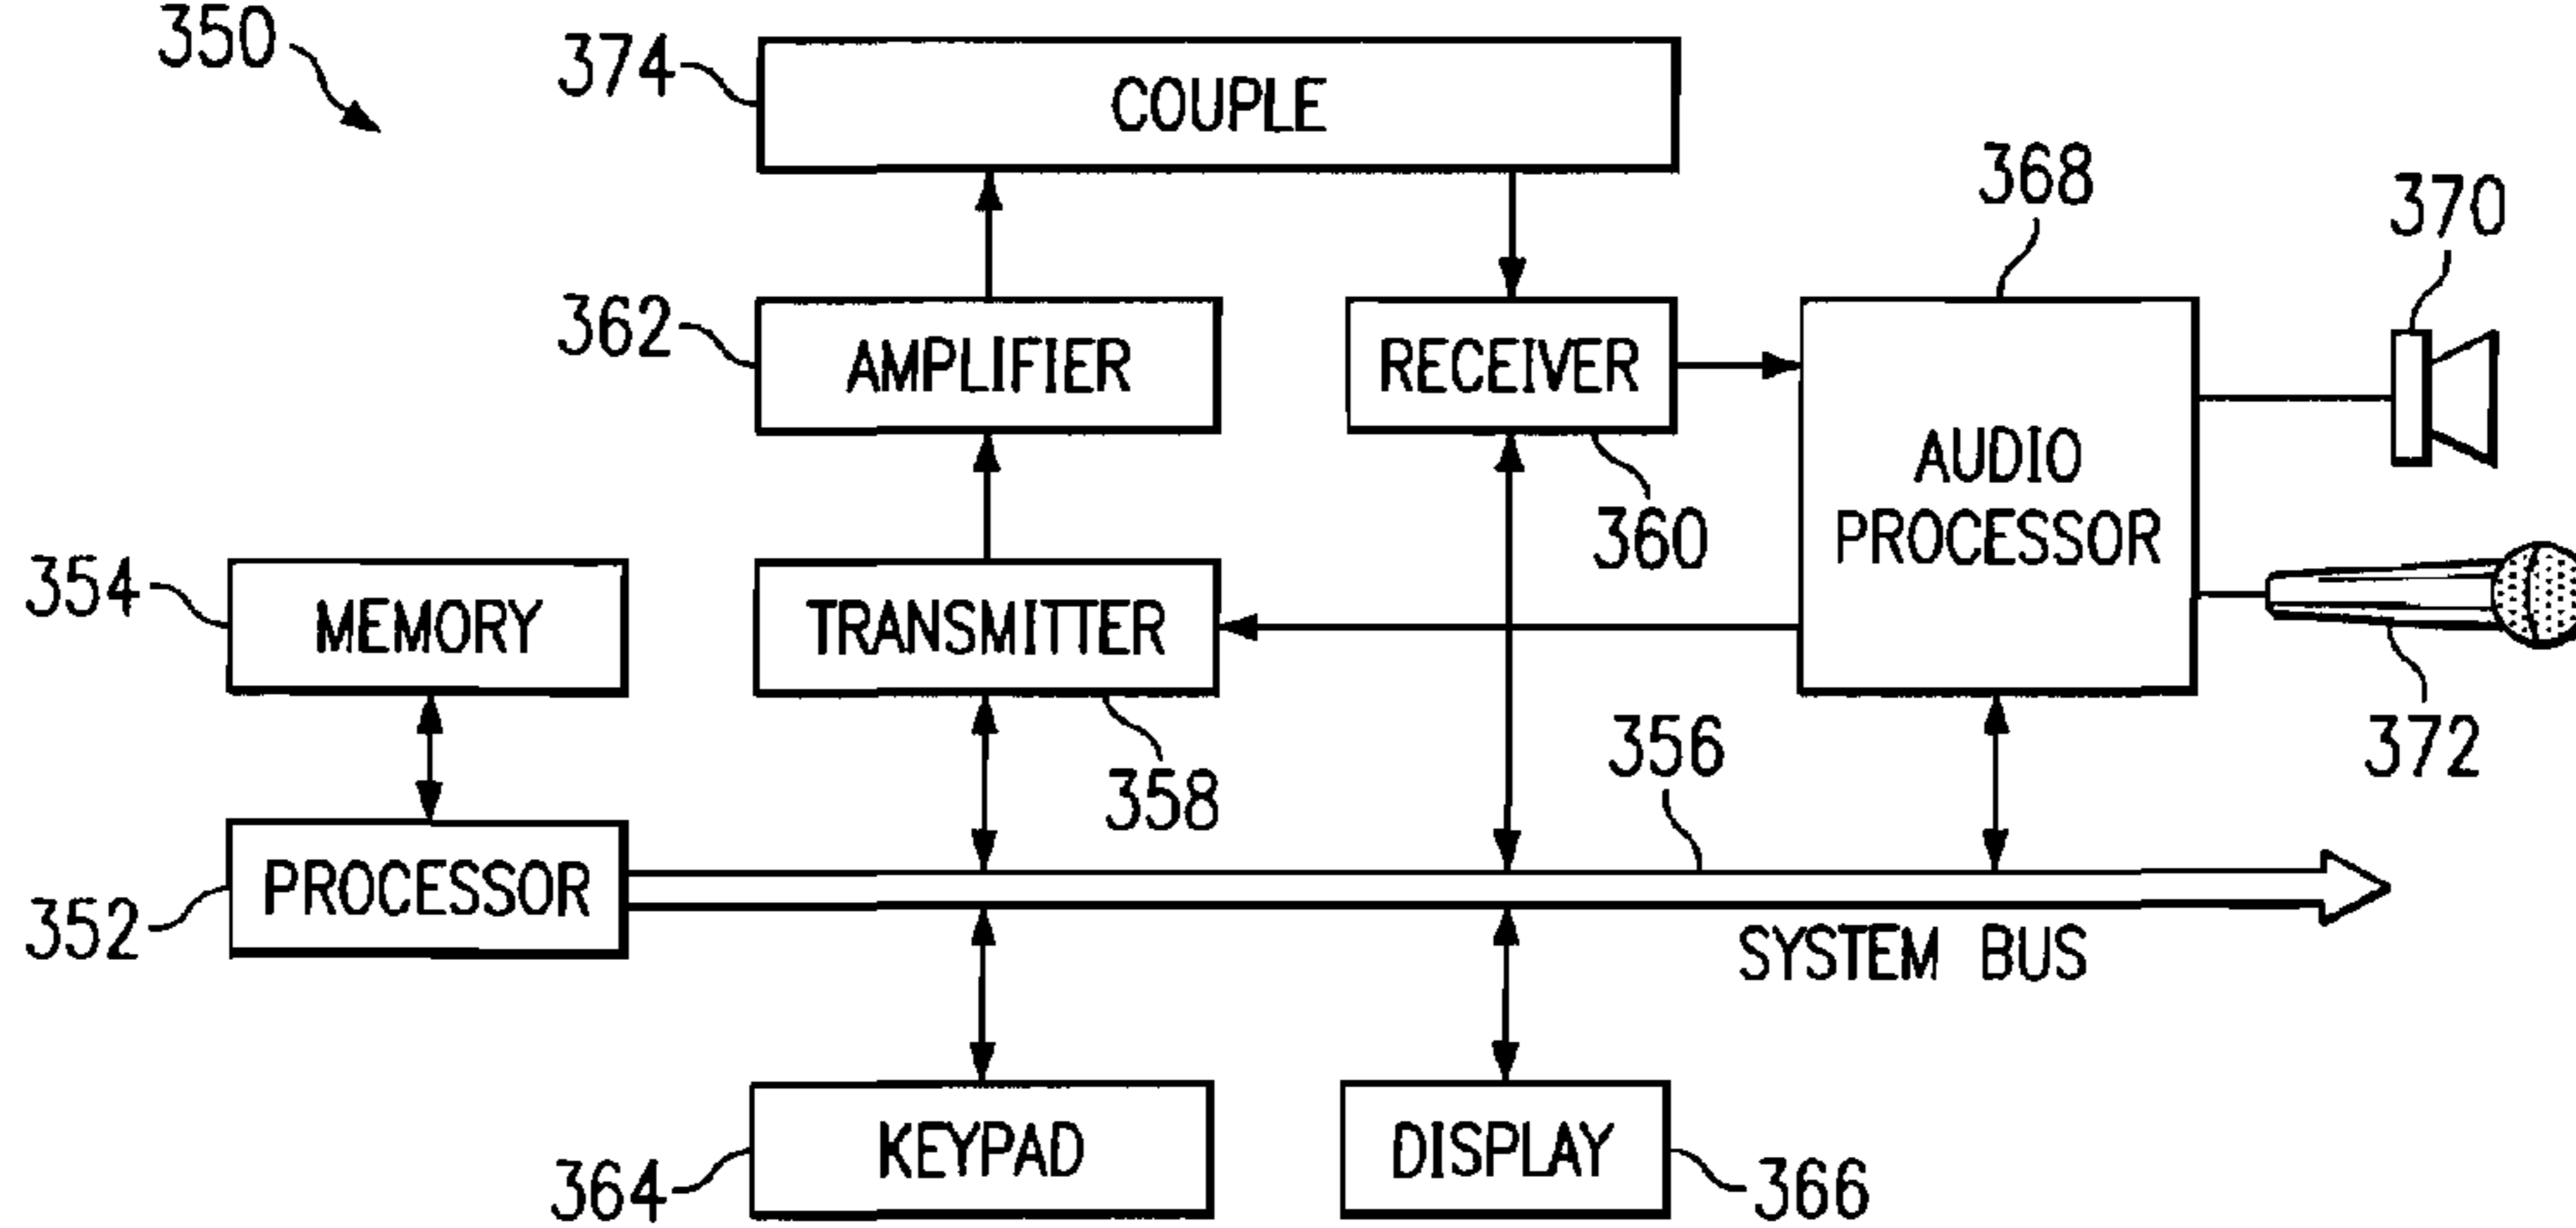 350
374
COUPLE
368
370
362
AMPLIFIER
RECEIVER
AUDIO
PROCESSOR
360
354
MEMORY
TRANSMITTER
358
356
372
352
PROCESSOR
SYSTEM BUS
364
KEYPAD
DISPLAY
366